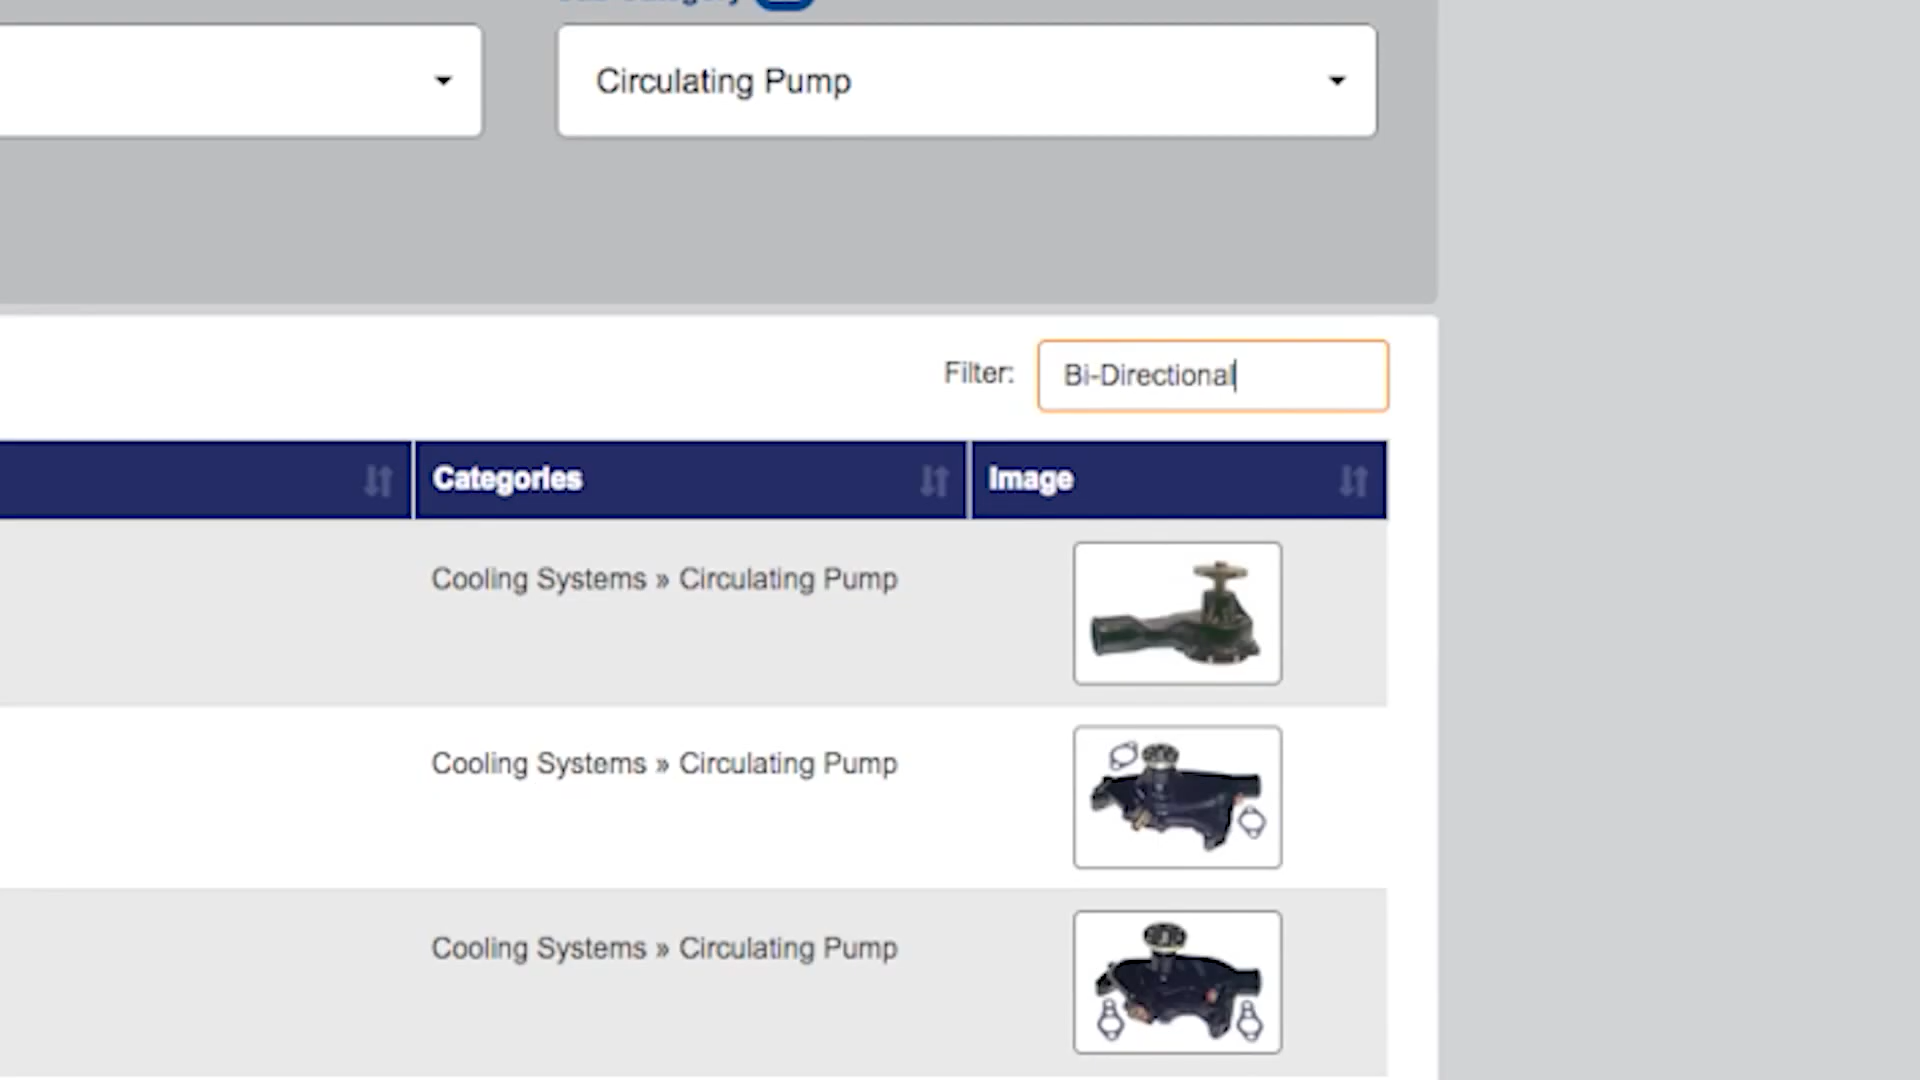 Circulating Pump
Filter: Bi-Directional
Categories Image
Cooling Systems » Circulating Pump
Cooling Systems » Circulating Pump
Cooling Systems » Circulating Pump